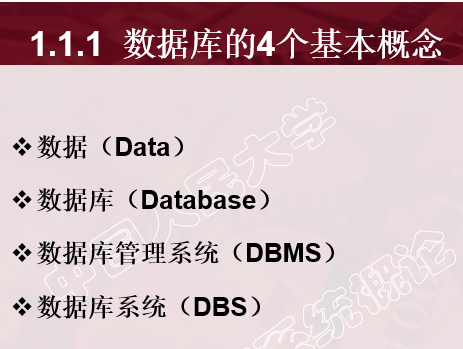 1.1.1 数据库的4个基本概念
❖数据（Data）
❖数据库（Database）
❖数据库管理系统（DBMS）
❖数据库系统（DBS）
中国人民大学
系统概论